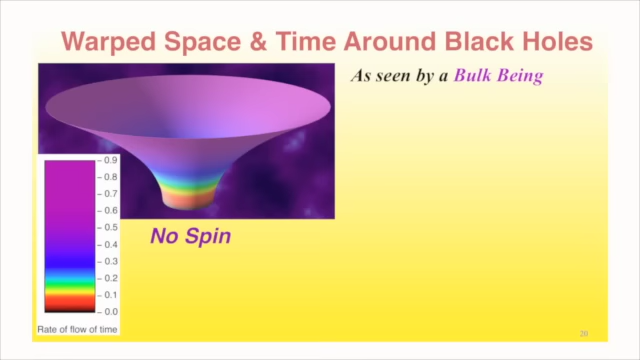 Warped Space & Time Around Black Holes
As seen by a Bulk Being
0.9
0.8
0.7
0.6
0.5
0.4
0.3
0.2
0.1
0.0
Rate of flow of time
No Spin
20